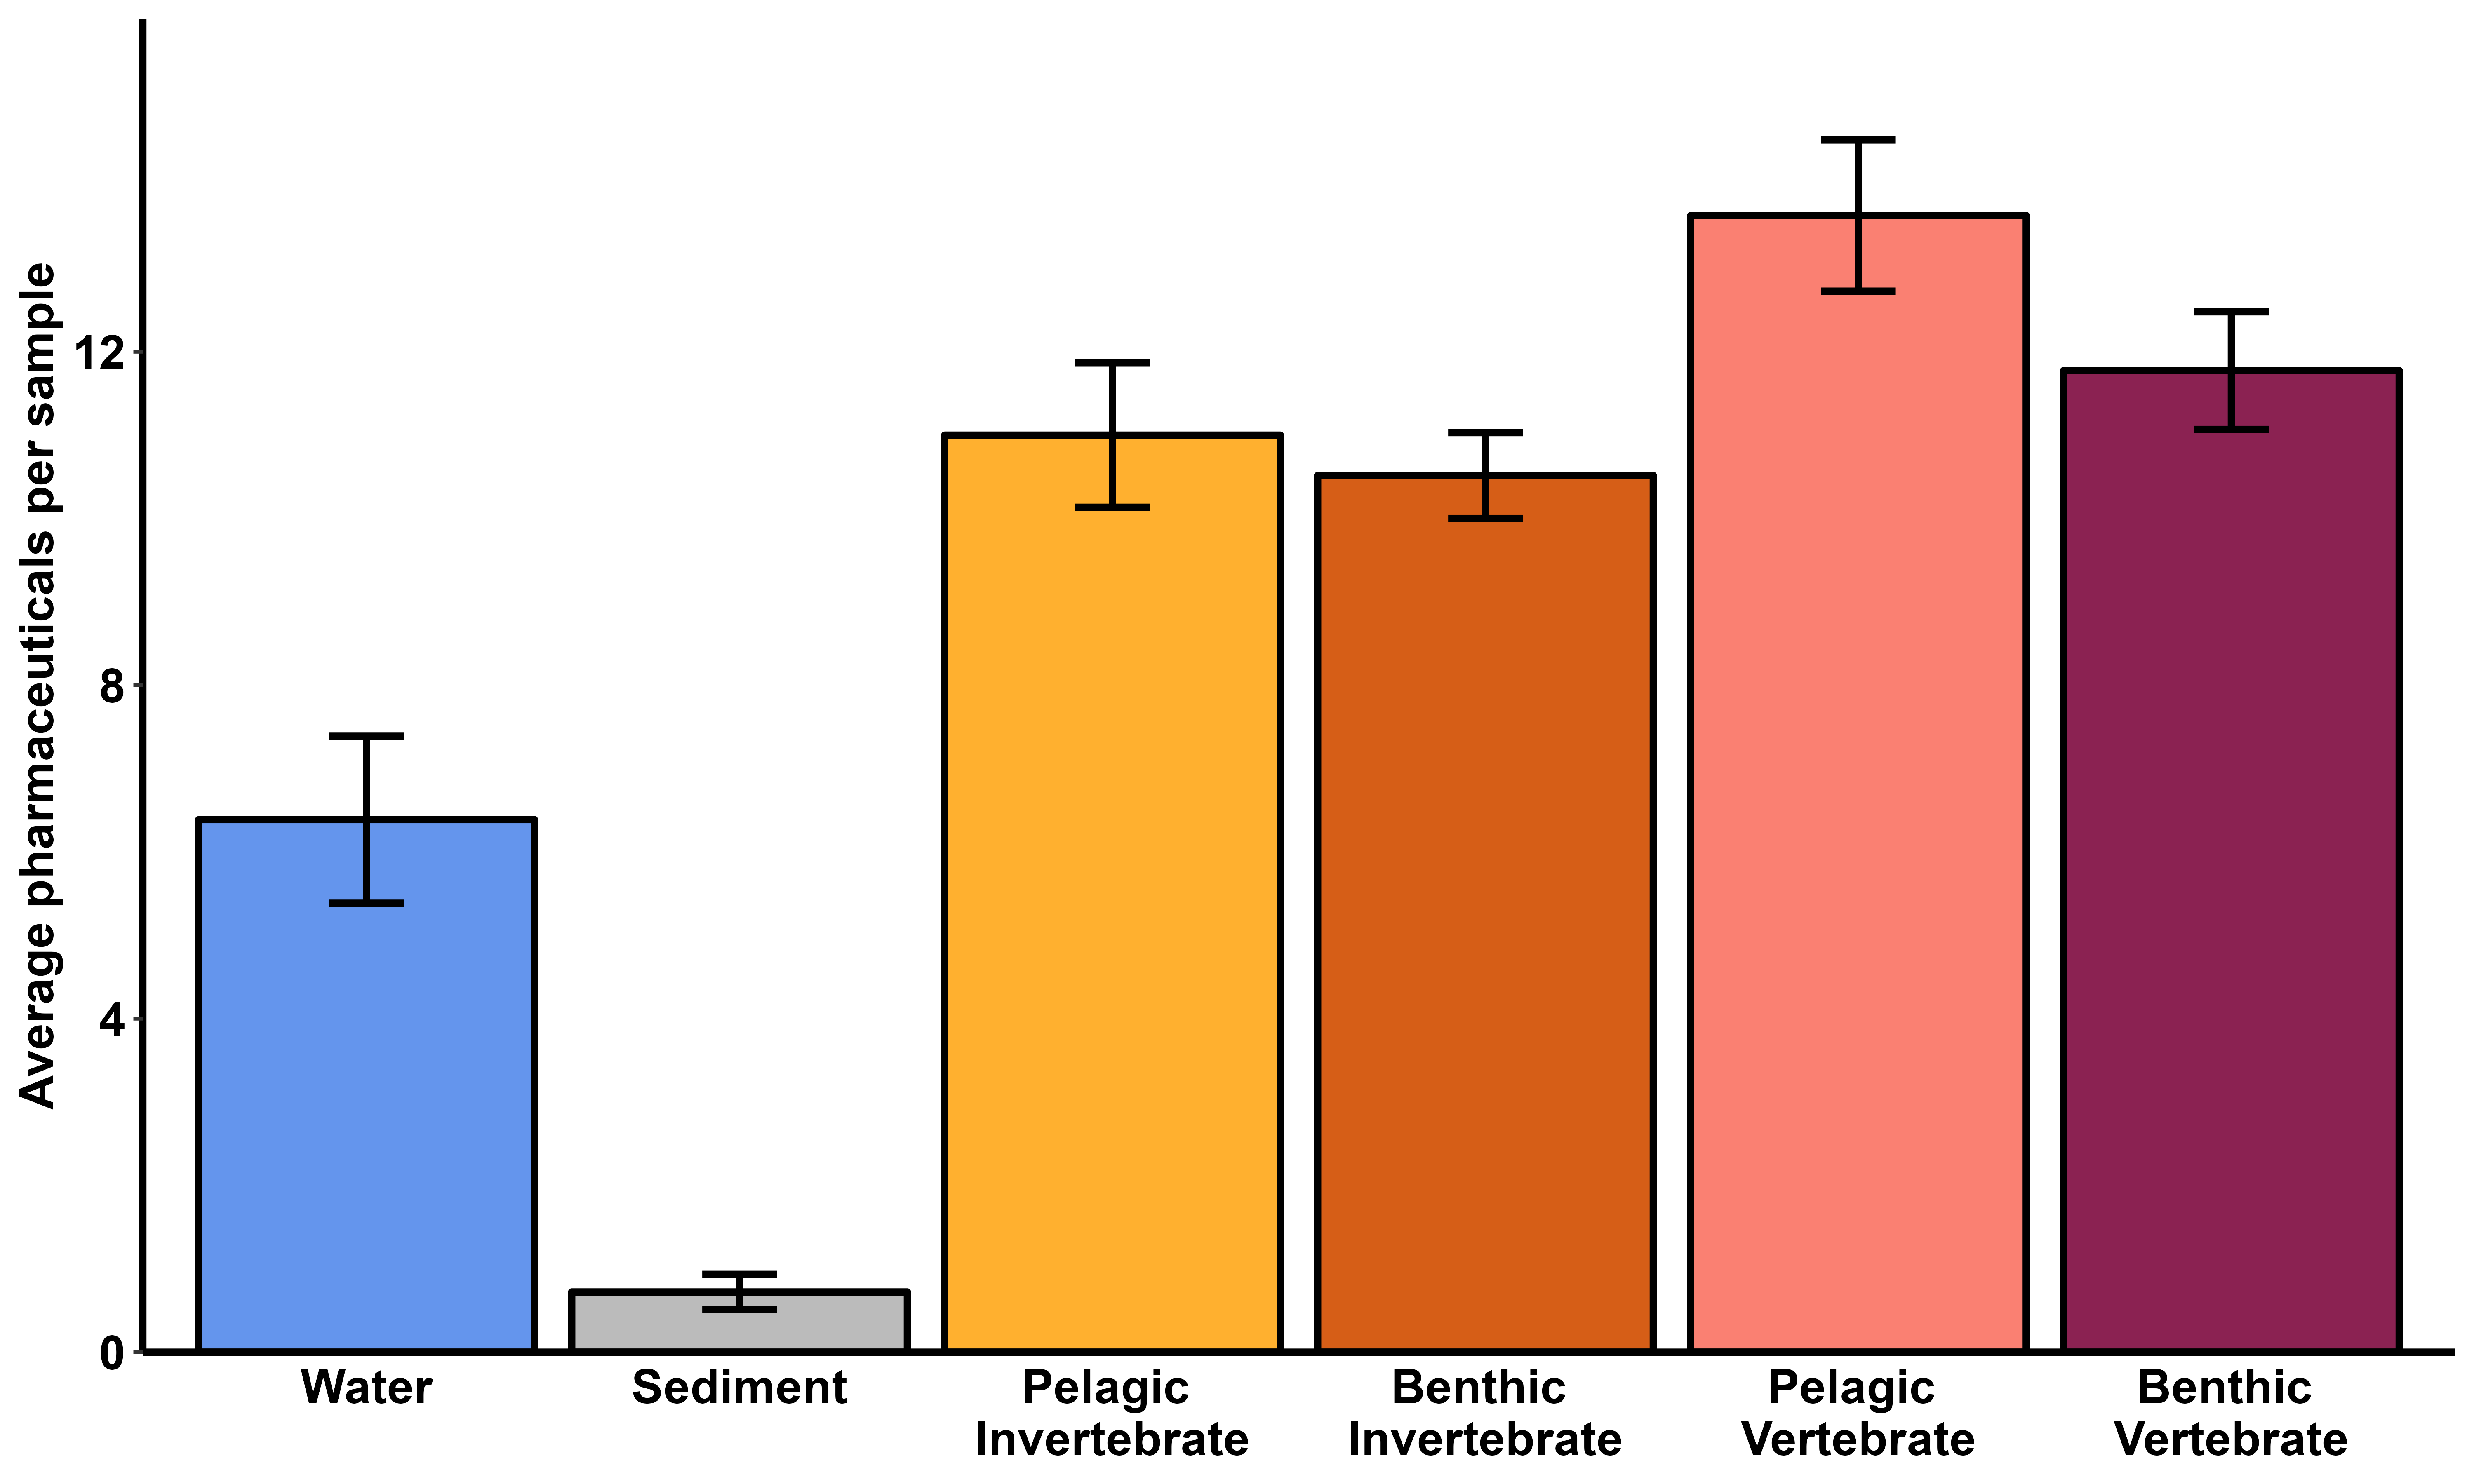 Average pharmaceuticals per sample
12
8
4
0
Water
Sediment
Pelagic
Invertebrate
Benthic
Invertebrate
Pelagic
Vertebrate
Benthic
Vertebrate